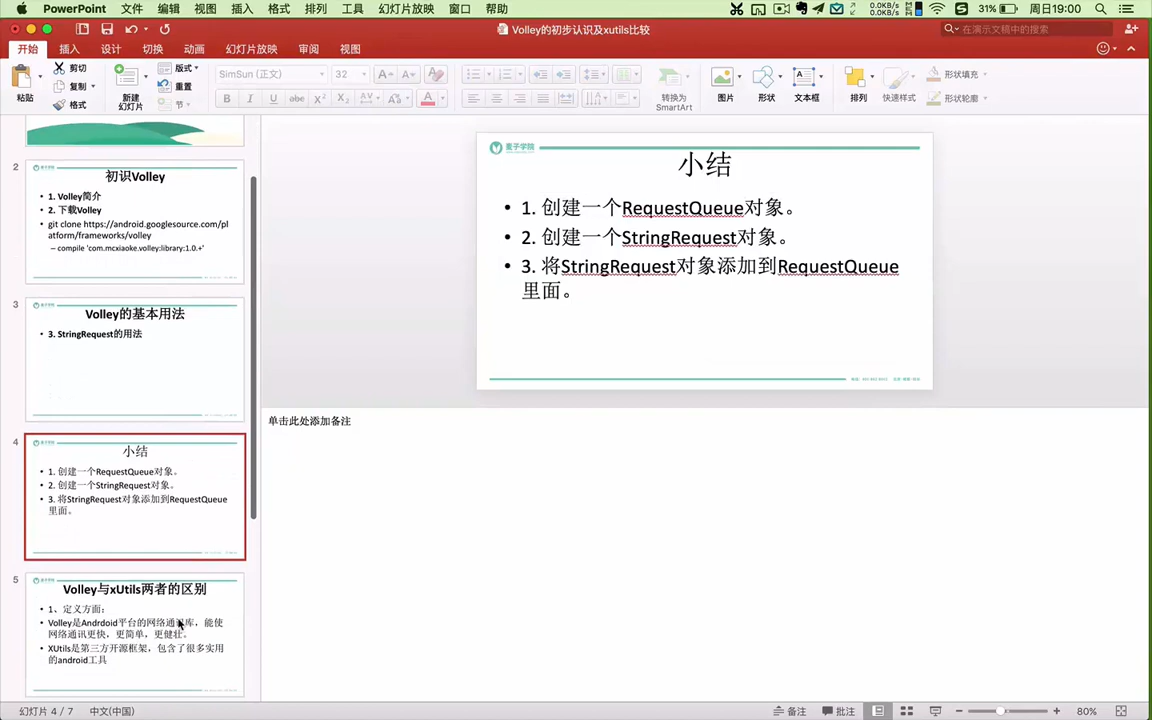 PowerPoint 文件 编辑 视图 插入 格式 排列 工具 幻灯片放映 窗口 帮助 0.0KB/s 0.0KB/s 31% 周日19:00
Volley的初步认识及xutils比较
在演示文稿中的搜索
开始 插入 设计 切换 动画 幻灯片放映 审阅 视图
粘贴 剪切 复制 格式
新建 幻灯片 版式 重置 节
SimSun (正文) 32
B I U abc X² X₂ AV Aa A
转换为 SmartArt
图片 形状 文本框 排列 快速样式 形状填充 形状轮廓
2 初识Volley
• 1. Volley简介
• 2. 下载Volley
• git clone https://android.googlesource.com/pl
atform/frameworks/volley
– compile 'com.mcxiaoke.volley:library:1.0.+'
3 Volley的基本用法
• 3. StringRequest的用法
4 小结
• 1. 创建一个RequestQueue对象。
• 2. 创建一个StringRequest对象。
• 3. 将StringRequest对象添加到RequestQueue
里面。
5 Volley与xUtils两者的区别
• 1、定义方面：
• Volley是Andrdoid平台的网络通讯库，能使
网络通讯更快，更简单，更健壮。
• XUtils是第三方开源框架，包含了很多实用
的android工具
麦子学院
小结
• 1. 创建一个RequestQueue对象。
• 2. 创建一个StringRequest对象。
• 3. 将StringRequest对象添加到RequestQueue
里面。
单击此处添加备注
幻灯片 4 / 7 中文(中国) 备注 批注 80%